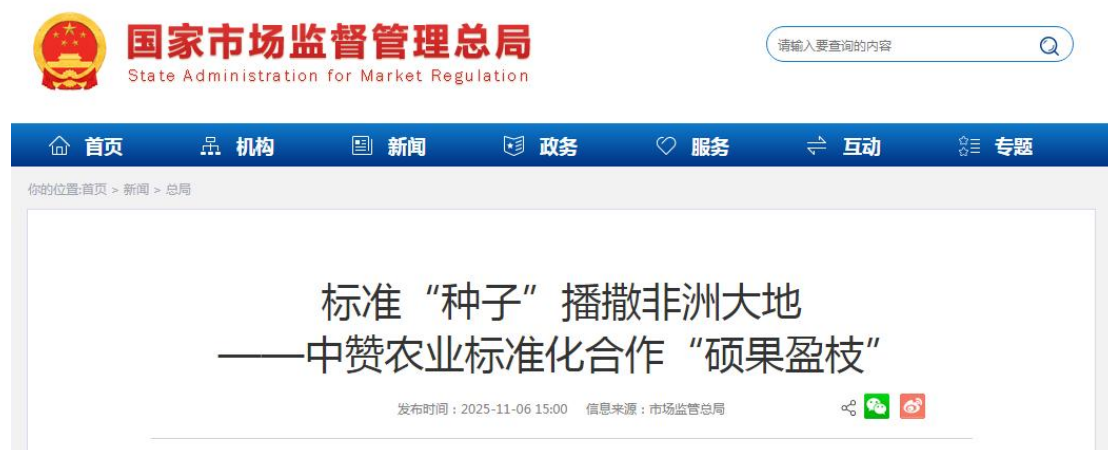 国家市场监督管理总局
State Administration for Market Regulation
请输入要查询的内容
首页 机构 新闻 政务 服务 互动 专题
你的位置:首页 > 新闻 > 总局
标准“种子”播撒非洲大地
——中赞农业标准化合作“硕果盈枝”
发布时间：2025-11-06 15:00 信息来源：市场监管总局